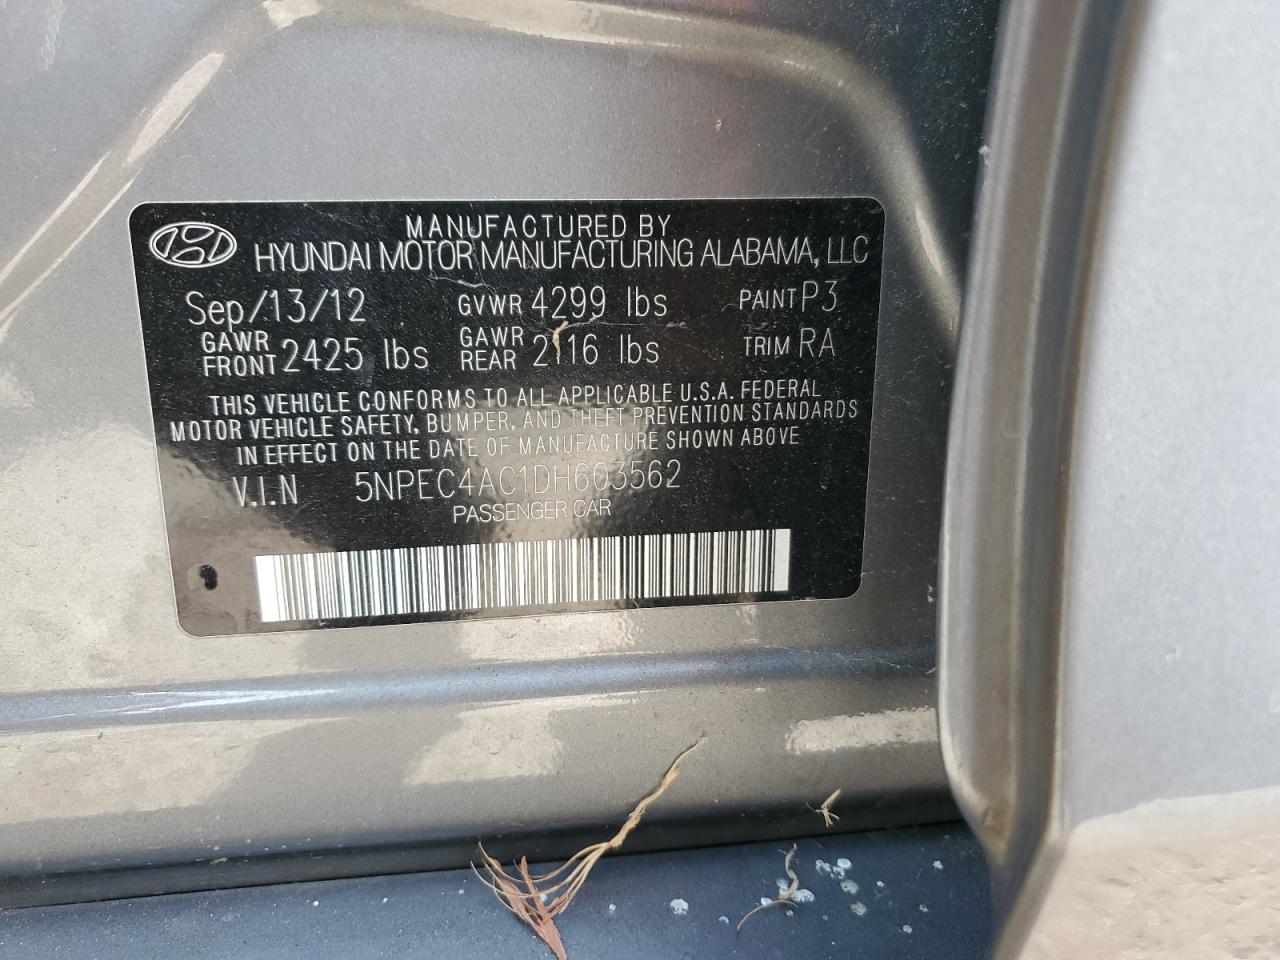 MANUFACTURED BY
HYUNDAI MOTOR MANUFACTURING ALABAMA, LLC
Sep/13/12 GVWR 4299 lbs PAINT P3
GAWR FRONT 2425 lbs GAWR REAR 2116 lbs TRIM RA
THIS VEHICLE CONFORMS TO ALL APPLICABLE U.S.A. FEDERAL
MOTOR VEHICLE SAFETY, BUMPER, AND THEFT PREVENTION STANDARDS
IN EFFECT ON THE DATE OF MANUFACTURE SHOWN ABOVE
V.I.N 5NPEC4AC1DH603562
PASSENGER CAR